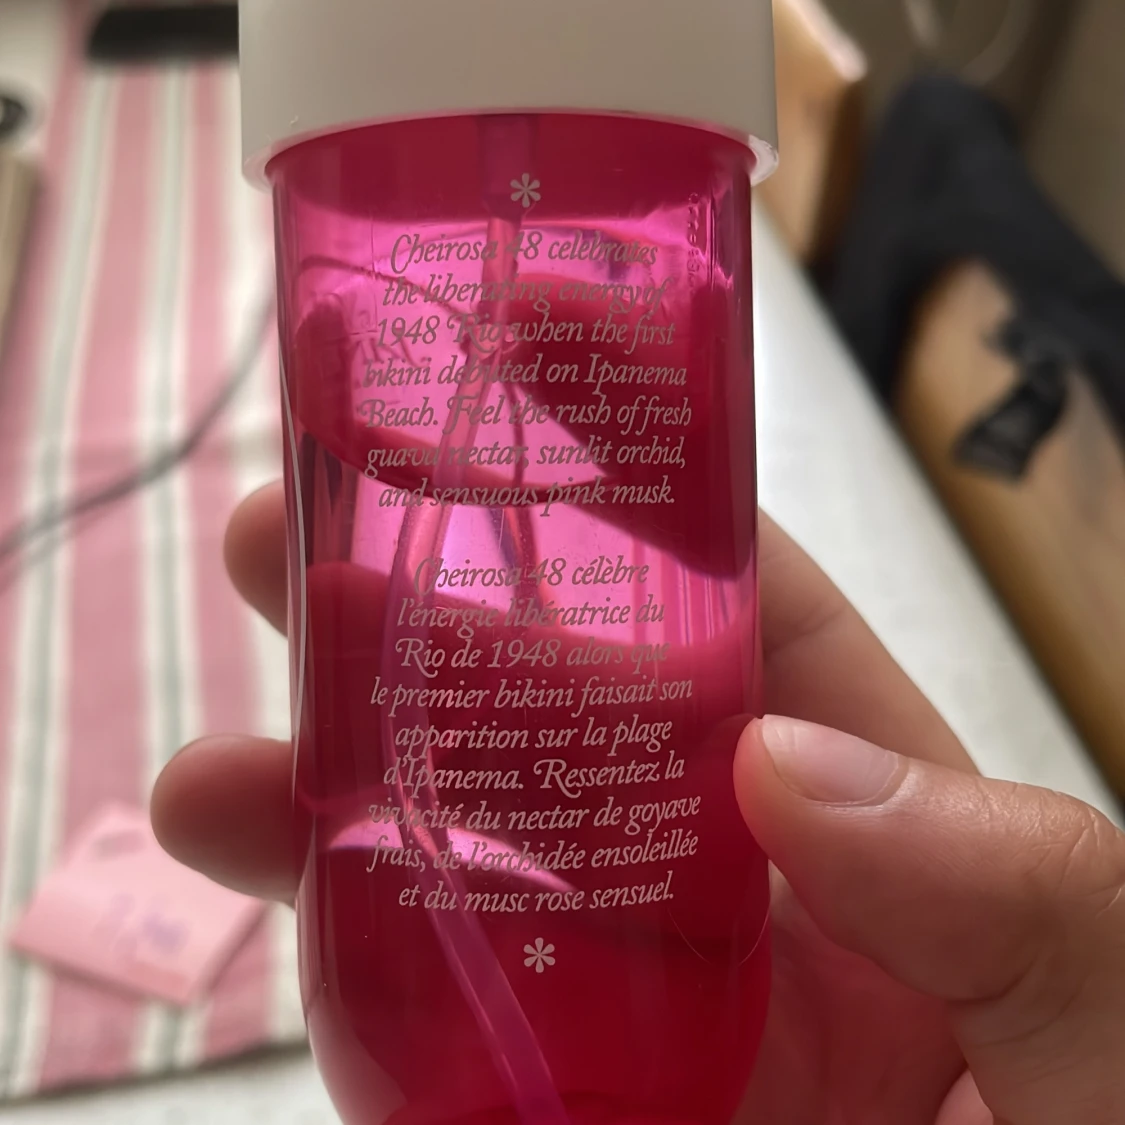 Cheirosa 48 celebrates
the liberating energy of
1948 Rio when the first
bikini debuted on Ipanema
Beach. Feel the rush of fresh
guava nectar, sunlit orchid,
and sensuous pink musk.
Cheirosa 48 célèbre
l'énergie libératrice du
Rio de 1948 alors que
le premier bikini faisait son
apparition sur la plage
d'Ipanema. Ressentez la
vivacité du nectar de goyave
frais, de l'orchidée ensoleillée
et du musc rose sensuel.